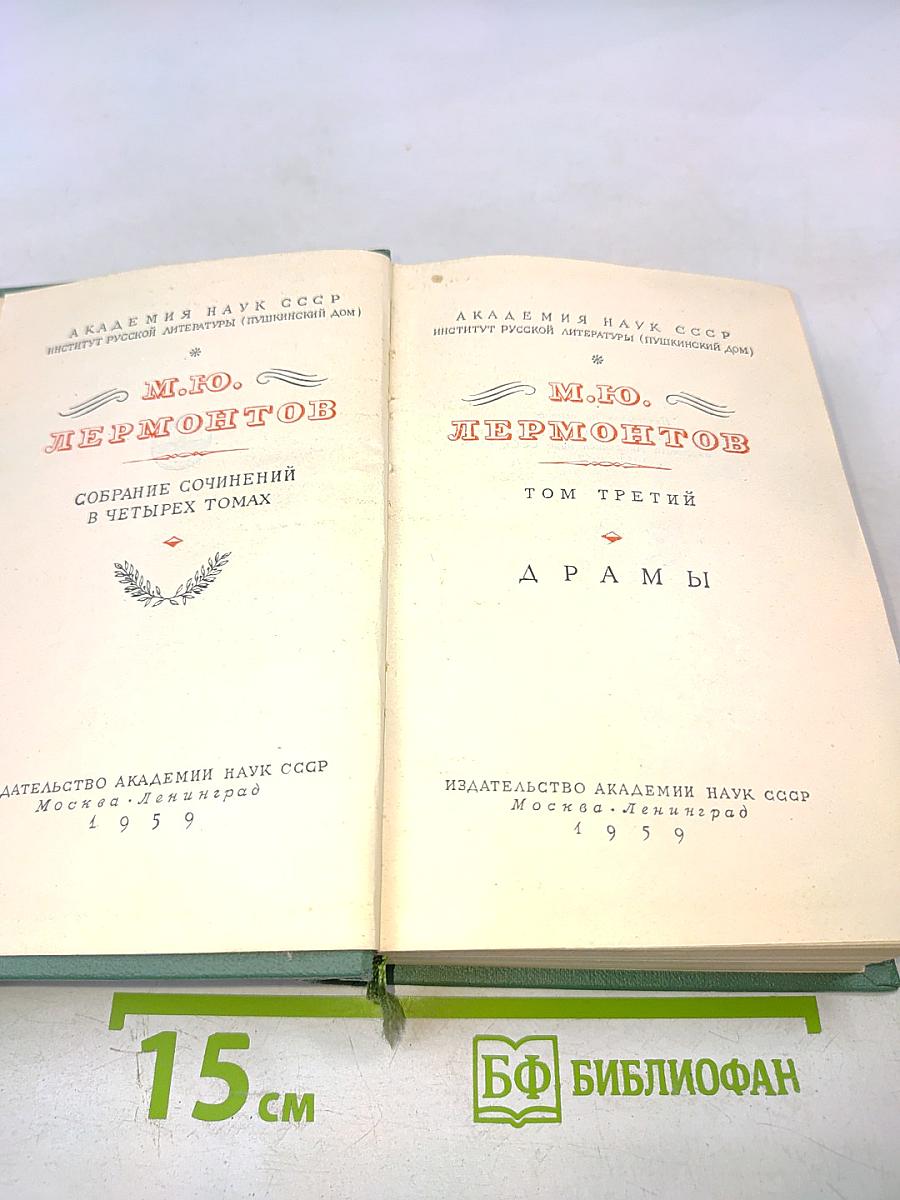 АКАДЕМИЯ НАУК СССР
ИНСТИТУТ РУССКОЙ ЛИТЕРАТУРЫ (ПУШКИНСКИЙ ДОМ)
М.Ю.
ЛЕРМОНТОВ
СОБРАНИЕ СОЧИНЕНИЙ
В ЧЕТЫРЕХ ТОМАХ
ДАТЕЛЬСТВО АКАДЕМИИ НАУК СССР
Москва · Ленинград
1959
АКАДЕМИЯ НАУК СССР
ИНСТИТУТ РУССКОЙ ЛИТЕРАТУРЫ (ПУШКИНСКИЙ ДОМ)
М.Ю.
ЛЕРМОНТОВ
ТОМ ТРЕТИЙ
ДРАМЫ
ИЗДАТЕЛЬСТВО АКАДЕМИИ НАУК СССР
Москва · Ленинград
1959
15 см
БФ БИБЛИОФАН